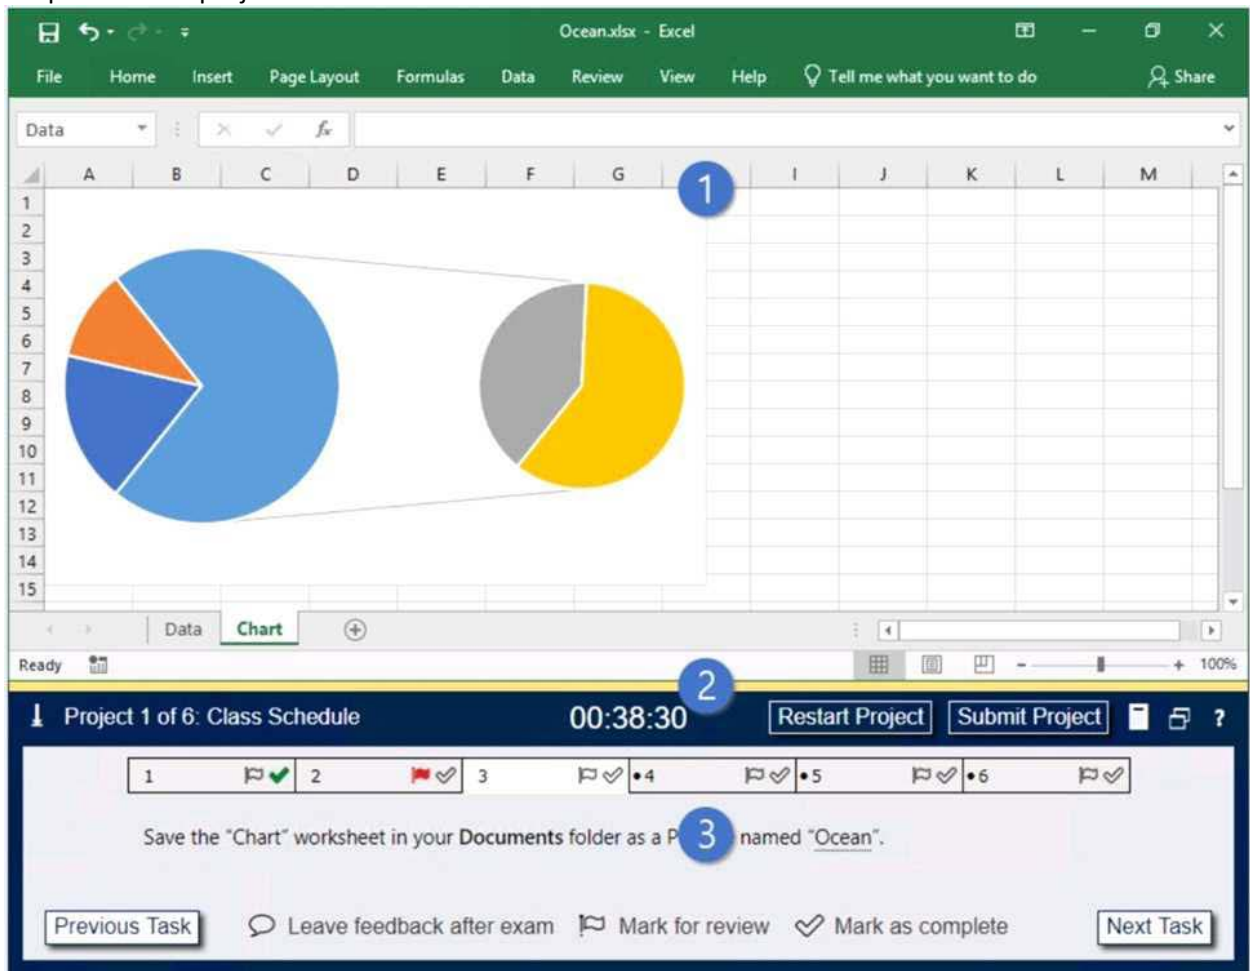 Ocean.xlsx - Excel
File Home Insert Page Layout Formulas Data Review View Help Tell me what you want to do Share
Data fx
A B C D E F G I J K L M
1
1
2
3
4
5
6
7
8
9
10
11
12
13
14
15
Data Chart
Ready 100%
2
Project 1 of 6: Class Schedule 00:38:30 Restart Project Submit Project ?
1 2 3 •4 •5 •6
Save the "Chart" worksheet in your Documents folder as a P 3 named "Ocean".
Previous Task Leave feedback after exam Mark for review Mark as complete Next Task